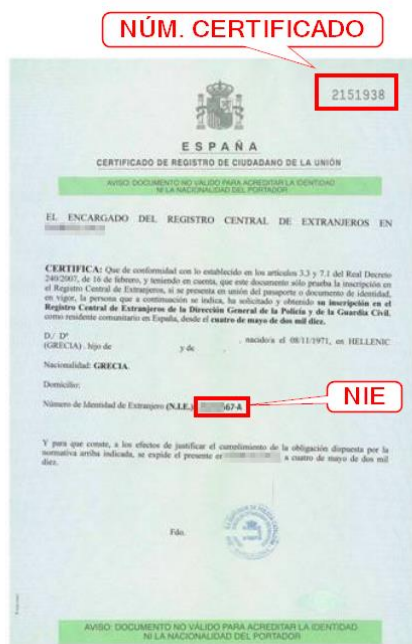 NÚM. CERTIFICADO
2151938
ESPAÑA
CERTIFICADO DE REGISTRO DE CIUDADANO DE LA UNIÓN
AVISO: DOCUMENTO NO VÁLIDO PARA ACREDITAR LA IDENTIDAD
NI LA NACIONALIDAD DEL PORTADOR
EL ENCARGADO DEL REGISTRO CENTRAL DE EXTRANJEROS EN
CERTIFICA: Que de conformidad con lo establecido en los artículos 3.3 y 7.1 del Real Decreto
240/2007, de 16 de febrero, y teniendo en cuenta, que este documento sólo prueba la inscripción en
el Registro Central de Extranjeros, si se presenta en unión del pasaporte o documento de identidad,
en vigor, la persona que a continuación se indica, ha solicitado y obtenido su inscripción en el
Registro Central de Extranjeros de la Dirección General de la Policía y de la Guardia Civil,
como residente comunitario en España, desde el cuatro de mayo de dos mil diez.
D./ Dª , nacido/a el 08/11/1971, en HELLENIC
(GRECIA) , hijo de y de .
Nacionalidad: GRECIA.
Domicilio:
Número de Identidad de Extranjero (N.I.E.) 567-A
NIE
Y para que conste, a los efectos de justificar el cumplimiento de la obligación dispuesta por la
normativa arriba indicada, se expide el presente en a cuatro de mayo de dos mil
diez.
Fdo.
AVISO: DOCUMENTO NO VÁLIDO PARA ACREDITAR LA IDENTIDAD
NI LA NACIONALIDAD DEL PORTADOR